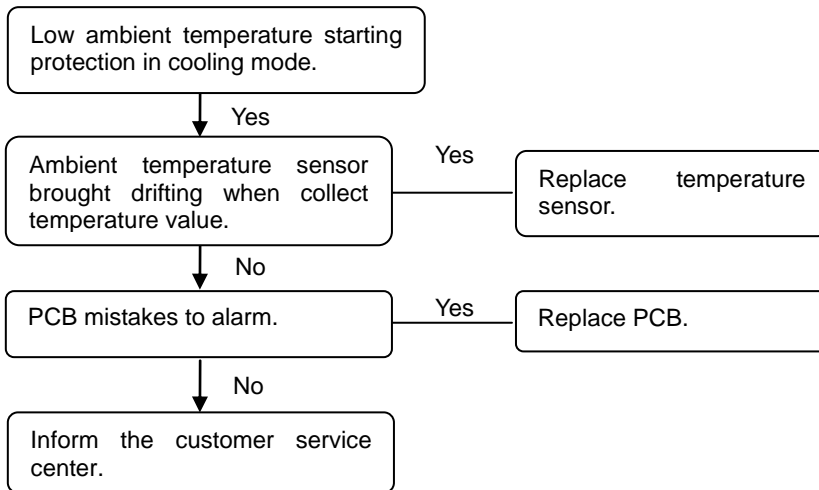 Low ambient temperature starting
protection in cooling mode.
Yes
Ambient temperature sensor
brought drifting when collect
temperature value.
Yes
Replace temperature
sensor.
No
PCB mistakes to alarm.
Yes
Replace PCB.
No
Inform the customer service
center.